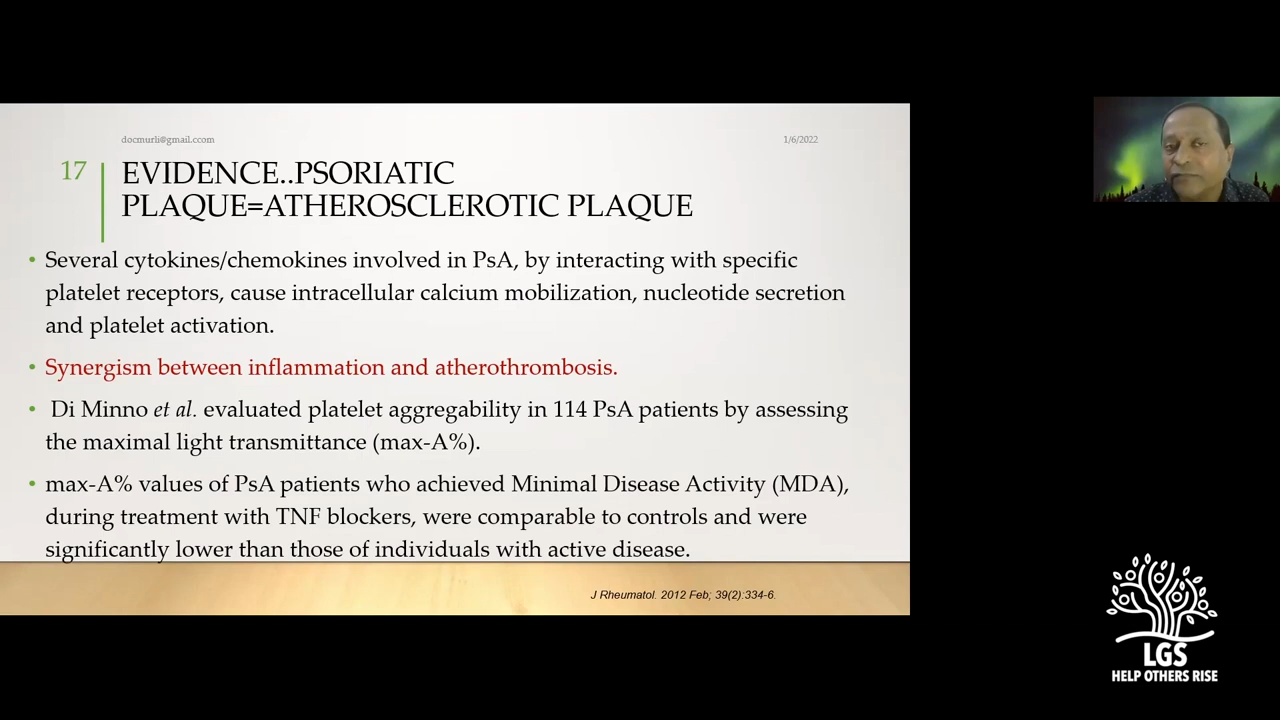 docmurli@gmail.ccom
1/6/2022
17
EVIDENCE..PSORIATIC
PLAQUE=ATHEROSCLEROTIC PLAQUE
• Several cytokines/chemokines involved in PsA, by interacting with specific
platelet receptors, cause intracellular calcium mobilization, nucleotide secretion
and platelet activation.
• Synergism between inflammation and atherothrombosis.
• Di Minno et al. evaluated platelet aggregability in 114 PsA patients by assessing
the maximal light transmittance (max-A%).
• max-A% values of PsA patients who achieved Minimal Disease Activity (MDA),
during treatment with TNF blockers, were comparable to controls and were
significantly lower than those of individuals with active disease.
J Rheumatol. 2012 Feb; 39(2):334-6.
LGS
HELP OTHERS RISE